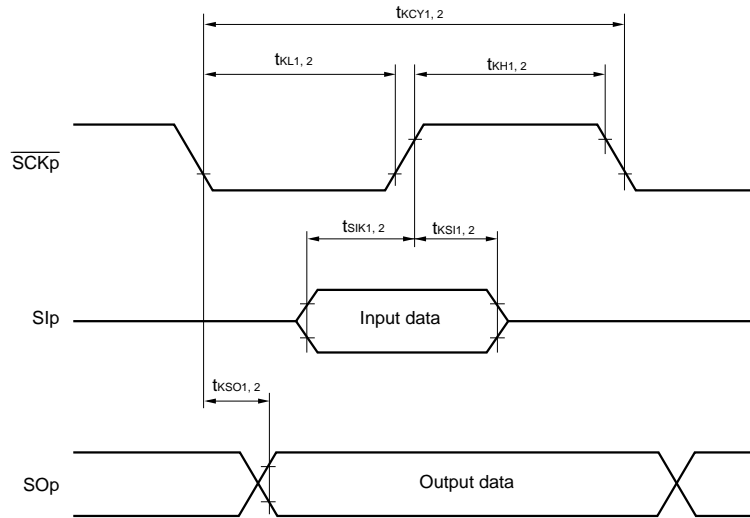 tKCY1, 2
tKL1, 2
tKH1, 2
SCKp
tSIK1, 2
tKSI1, 2
SIp
Input data
tKSO1, 2
SOp
Output data